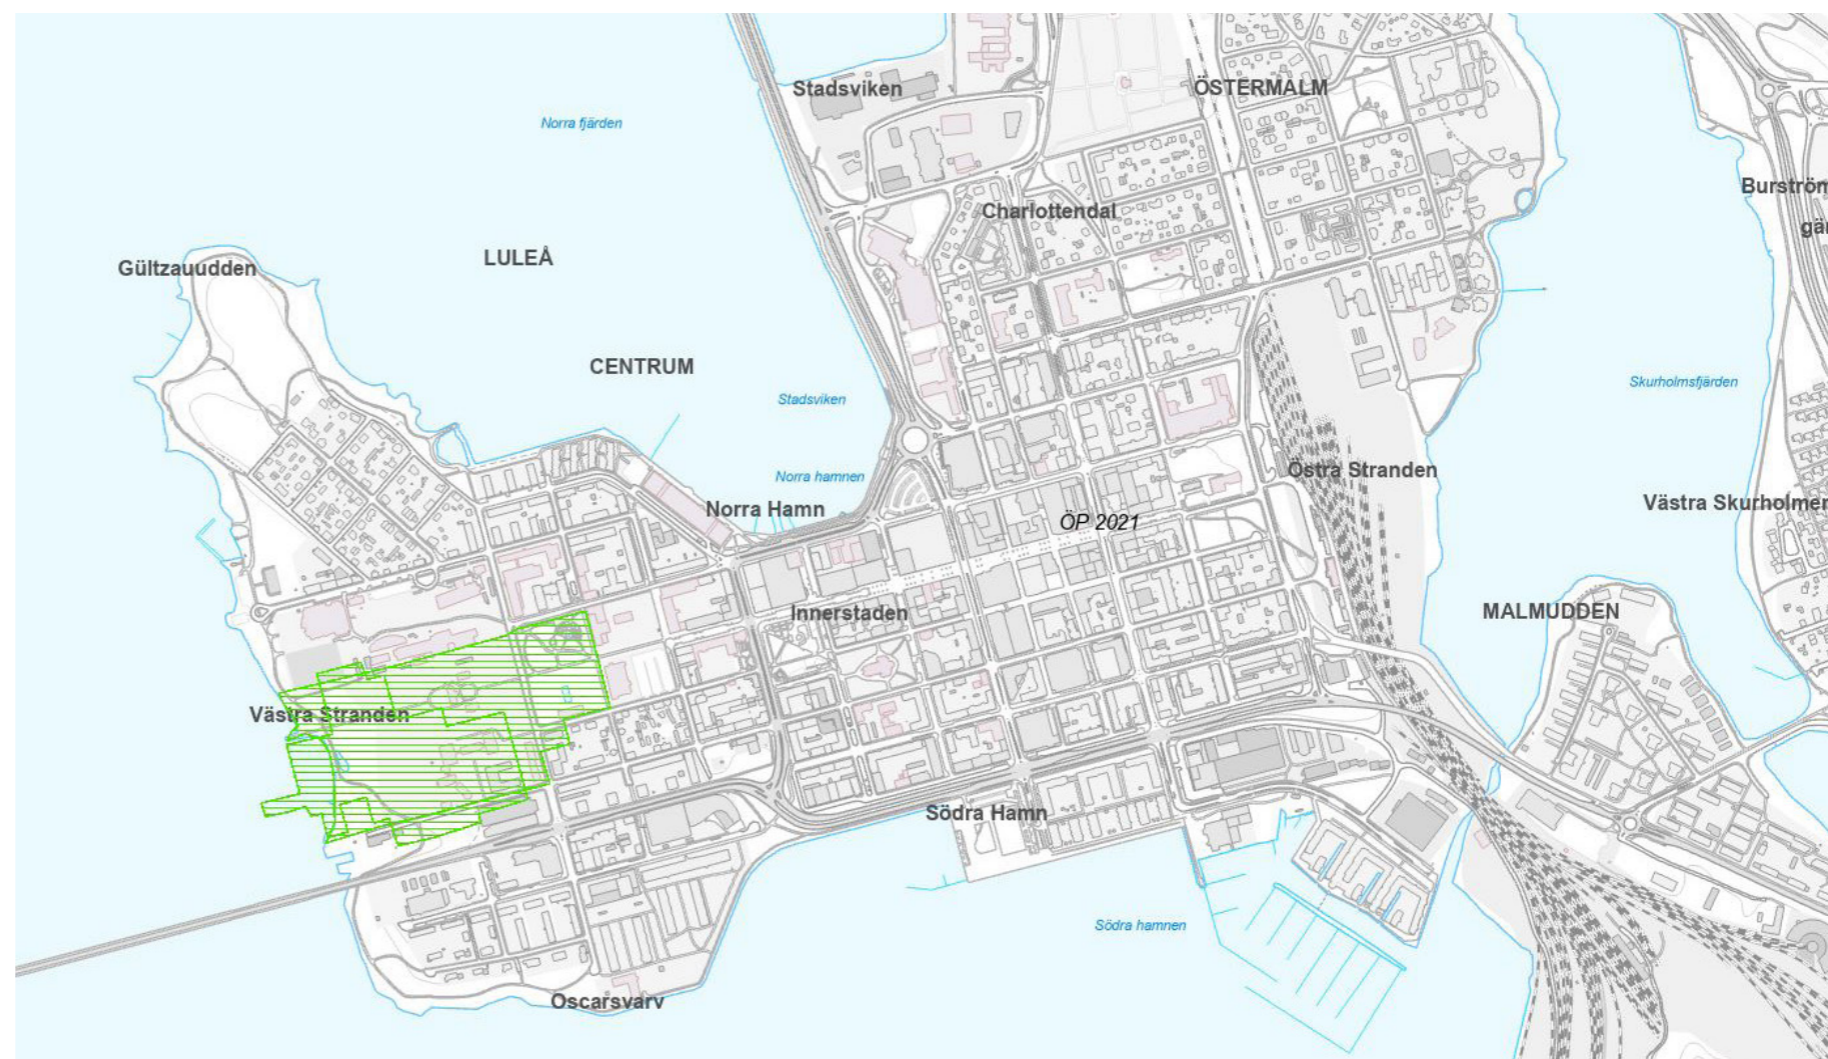 Stadsviken
ÖSTERMALM
Norra fjärden
Burström
gär
Charlottendal
LULEÅ
Gültzauudden
CENTRUM
Stadsviken
Skurholmsfjärden
Norra hamnen
Östra Stranden
Norra Hamn
ÖP 2021
Västra Skurholmen
Innerstaden
MALMUDDEN
Västra Stranden
Södra Hamn
Södra hamnen
Oscarsvarv